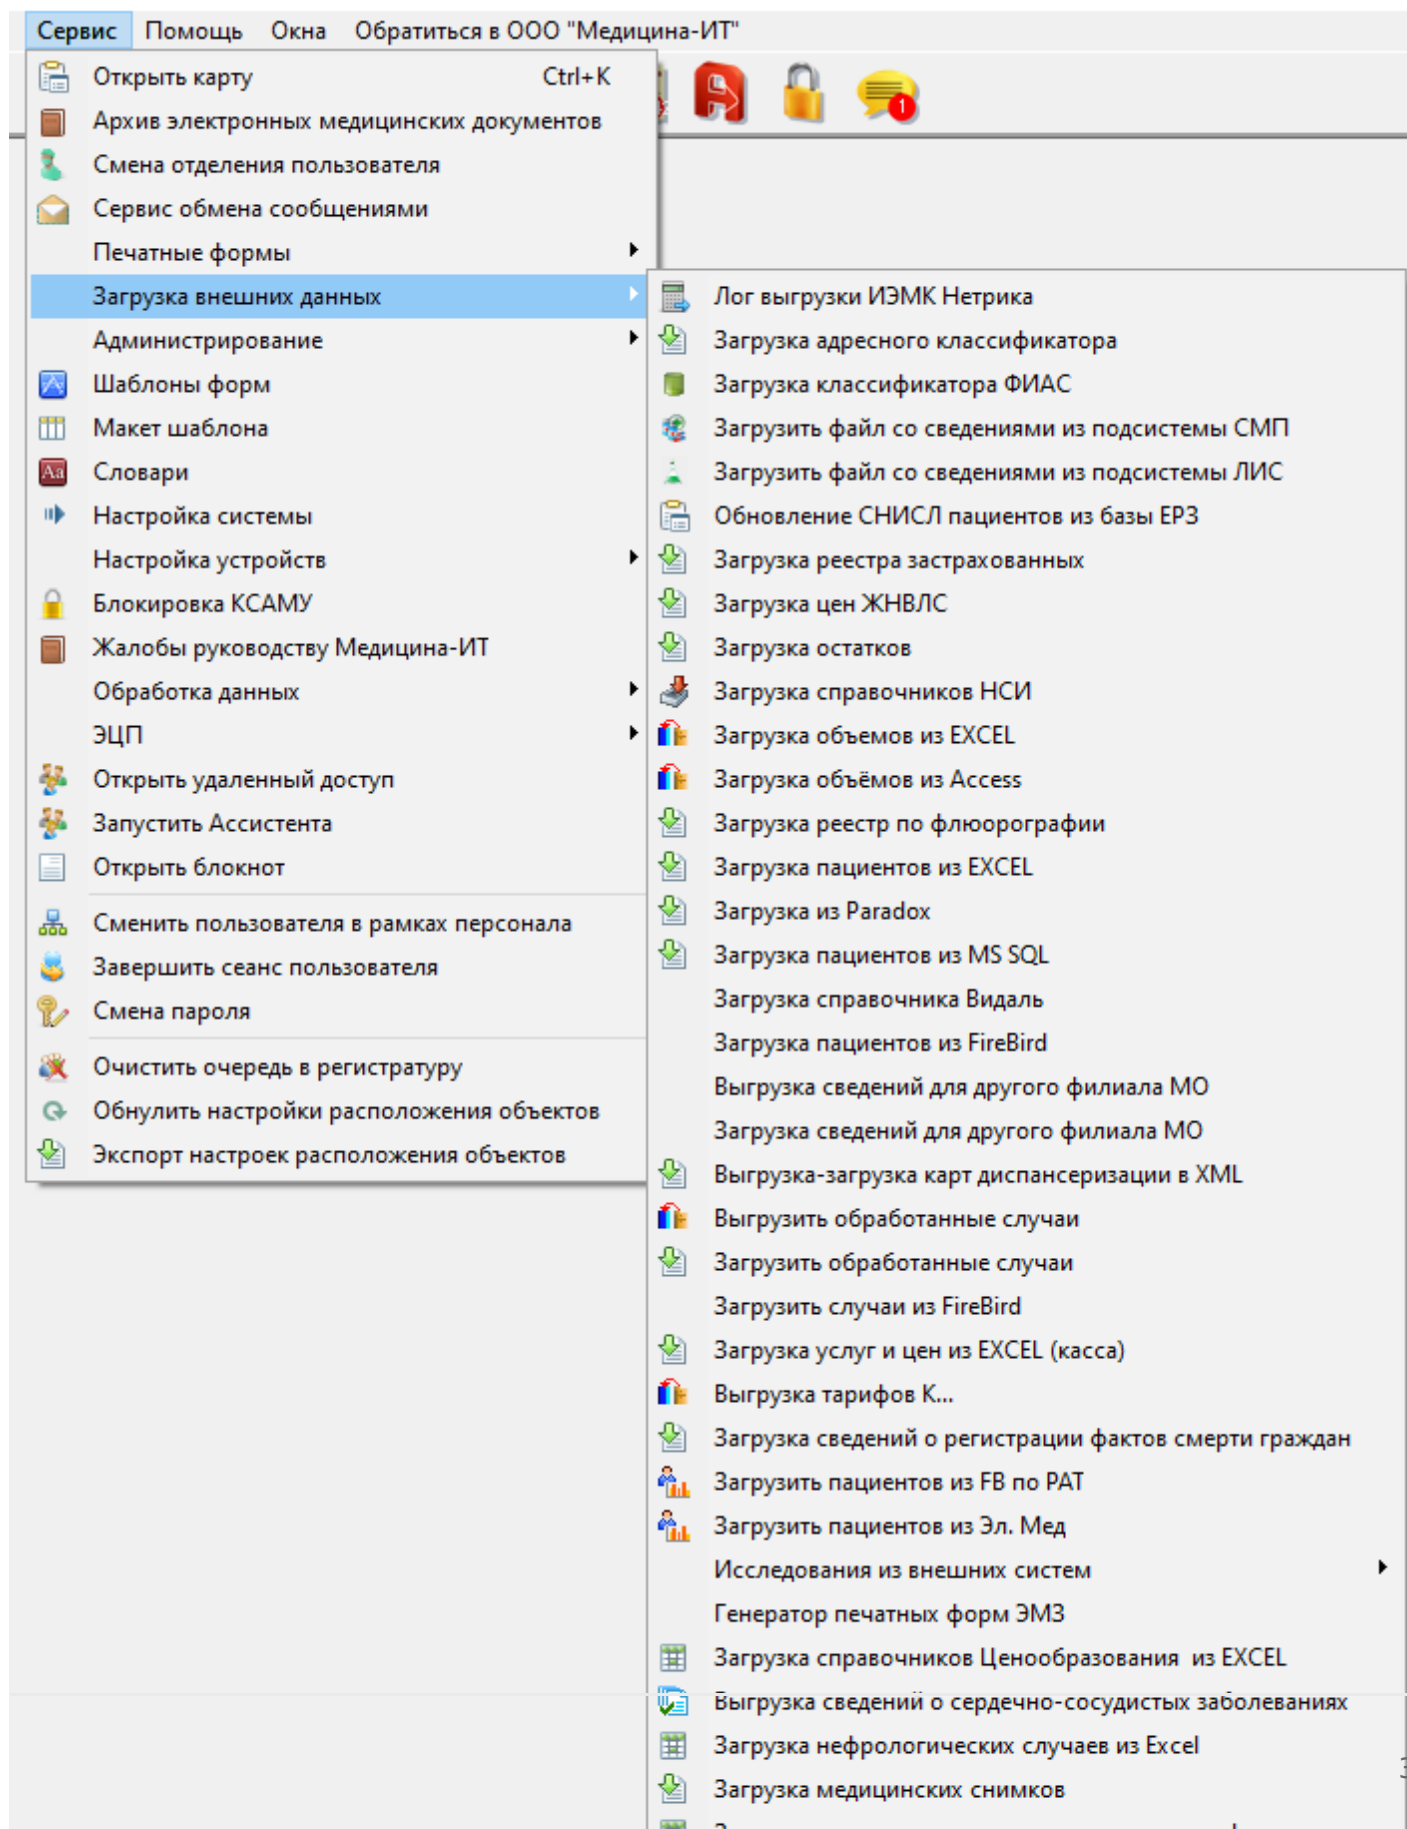 Сервис Помощь Окна Обратиться в ООО "Медицина-ИТ"
Открыть карту Ctrl+K
Архив электронных медицинских документов
Смена отделения пользователя
Сервис обмена сообщениями
Печатные формы
Загрузка внешних данных
Администрирование
Шаблоны форм
Макет шаблона
Словари
Настройка системы
Настройка устройств
Блокировка КСАМУ
Жалобы руководству Медицина-ИТ
Обработка данных
ЭЦП
Открыть удаленный доступ
Запустить Ассистента
Открыть блокнот
Сменить пользователя в рамках персонала
Завершить сеанс пользователя
Смена пароля
Очистить очередь в регистратуру
Обнулить настройки расположения объектов
Экспорт настроек расположения объектов
1
Лог выгрузки ИЭМК Нетрика
Загрузка адресного классификатора
Загрузка классификатора ФИАС
Загрузить файл со сведениями из подсистемы СМП
Загрузить файл со сведениями из подсистемы ЛИС
Обновление СНИСЛ пациентов из базы ЕРЗ
Загрузка реестра застрахованных
Загрузка цен ЖНВЛС
Загрузка остатков
Загрузка справочников НСИ
Загрузка объемов из EXCEL
Загрузка объёмов из Access
Загрузка реестр по флюорографии
Загрузка пациентов из EXCEL
Загрузка из Paradox
Загрузка пациентов из MS SQL
Загрузка справочника Видаль
Загрузка пациентов из FireBird
Выгрузка сведений для другого филиала МО
Загрузка сведений для другого филиала МО
Выгрузка-загрузка карт диспансеризации в XML
Выгрузить обработанные случаи
Загрузить обработанные случаи
Загрузить случаи из FireBird
Загрузка услуг и цен из EXCEL (касса)
Выгрузка тарифов К...
Загрузка сведений о регистрации фактов смерти граждан
Загрузить пациентов из FB по PAT
Загрузить пациентов из Эл. Мед
Исследования из внешних систем
Генератор печатных форм ЭМЗ
Загрузка справочников Ценообразования из EXCEL
Выгрузка сведений о сердечно-сосудистых заболеваниях
Загрузка нефрологических случаев из Excel
Загрузка медицинских снимков